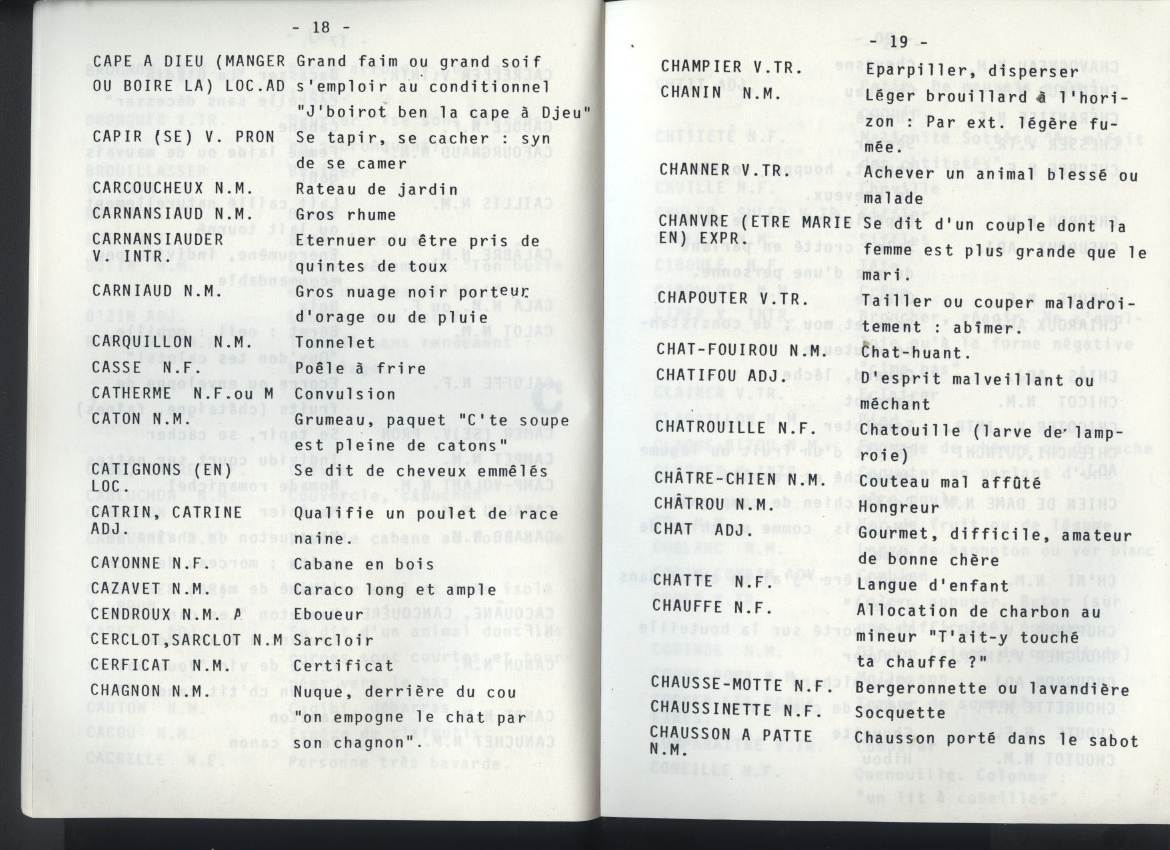 - 18 -
CAPE A DIEU (MANGER Grand faim ou grand soif
OU BOIRE LA) LOC.AD s'emploir au conditionnel
"J'boirot ben la cape à Djeu"
CAPIR (SE) V. PRON Se tapir, se cacher : syn
de se camer
CARCOUCHEUX N.M. Rateau de jardin
CARNANSIAUD N.M. Gros rhume
CARNANSIAUDER Eternuer ou être pris de
V. INTR. quintes de toux
CARNIAUD N.M. Gros nuage noir porteur
d'orage ou de pluie
CARQUILLON N.M. Tonnelet
CASSE N.F. Poêle à frire
CATHERME N.F.ou M Convulsion
CATON N.M. Grumeau, paquet "C'te soupe
est pleine d' catons"
CATIGNONS (EN) Se dit de cheveux emmêlés
LOC.
CATRIN, CATRINE Qualifie un poulet de race
ADJ. naine.
CAYONNE N.F. Cabane en bois
CAZAVET N.M. Caraco long et ample
CENDROUX N.M. A Eboueur
CERCLOT,SARCLOT N.M Sarcloir
CERFICAT N.M. Certificat
CHAGNON N.M. Nuque, derrière du cou
"on empogne le chat par
son chagnon".
- 19 -
CHAMPIER V.TR. Eparpiller, disperser
CHANIN N.M. Léger brouillard à l'hori-
zon : Par ext. légère fu-
mée.
CHANNER V.TR. Achever un animal blessé ou
malade
CHANVRE (ETRE MARIE Se dit d'un couple dont la
EN) EXPR. femme est plus grande que le
mari.
CHAPOUTER V.TR. Tailler ou couper maladroi-
tement : abîmer.
CHAT-FOUIROU N.M. Chat-huant.
CHATIFOU ADJ. D'esprit malveillant ou
méchant
CHATROUILLE N.F. Chatouille (larve de lamp-
roie)
CHÂTRE-CHIEN N.M. Couteau mal affûté
CHÂTROU N.M. Hongreur
CHAT ADJ. Gourmet, difficile, amateur
de bonne chère
CHATTE N.F. Langue d'enfant
CHAUFFE N.F. Allocation de charbon au
mineur "T'ait-y touché
ta chauffe ?"
CHAUSSE-MOTTE N.F. Bergeronnette ou lavandière
CHAUSSINETTE N.F. Socquette
CHAUSSON A PATTE Chausson porté dans le sabot
N.M.